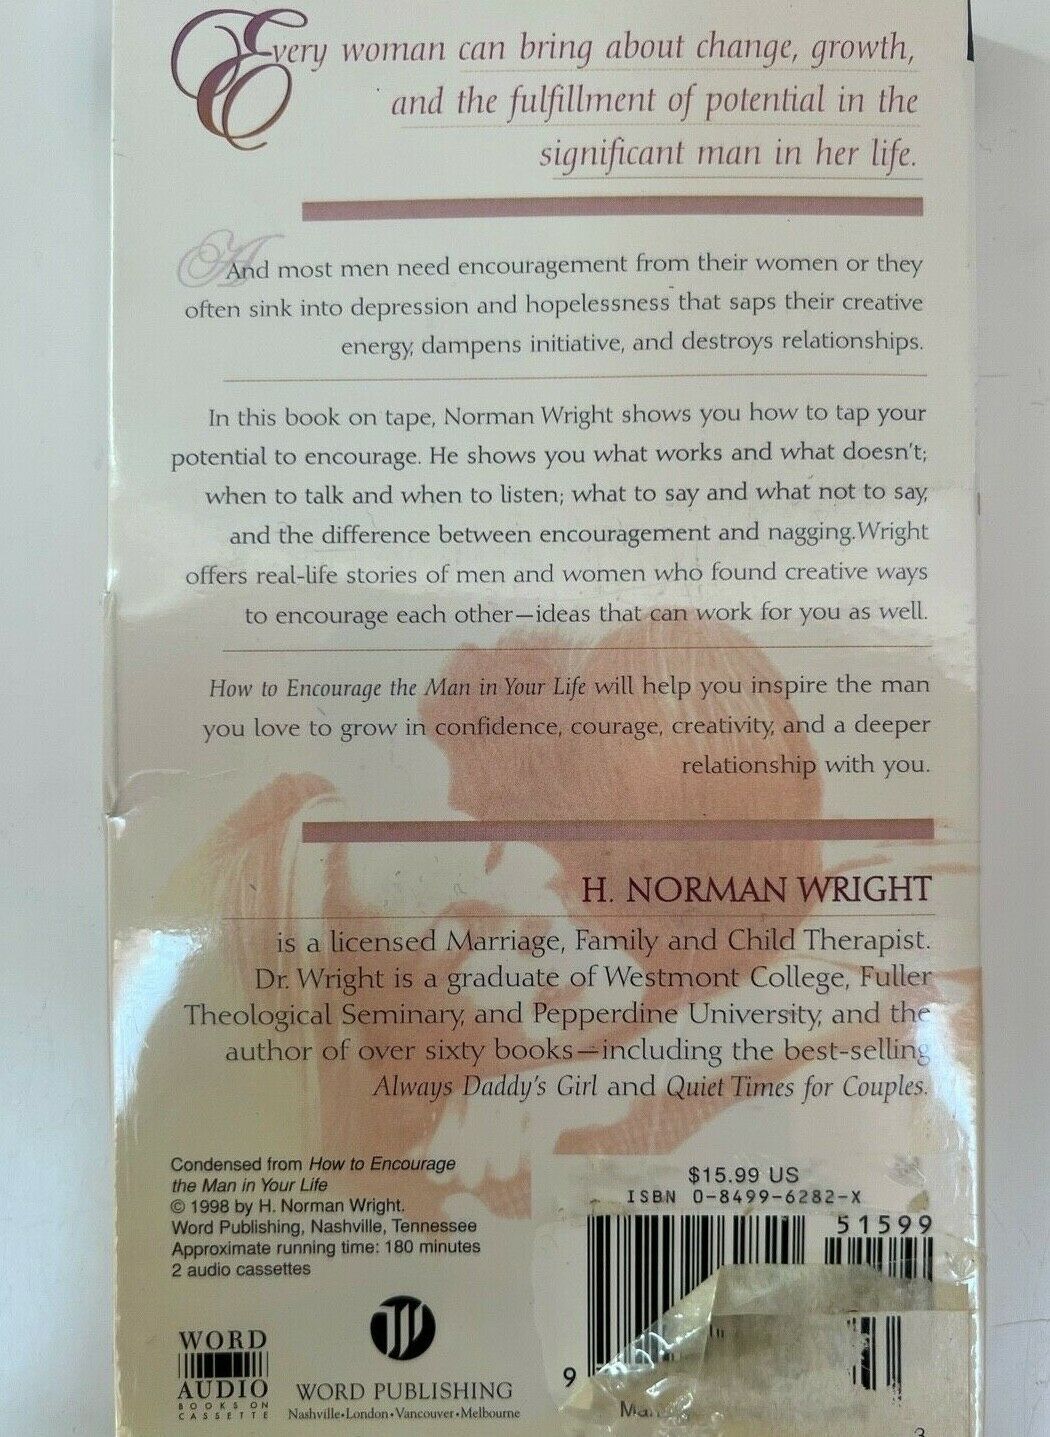 Every woman can bring about change, growth,
and the fulfillment of potential in the
significant man in her life.
And most men need encouragement from their women or they
often sink into depression and hopelessness that saps their creative
energy, dampens initiative, and destroys relationships.
In this book on tape, Norman Wright shows you how to tap your
potential to encourage. He shows you what works and what doesn't;
when to talk and when to listen; what to say and what not to say,
and the difference between encouragement and nagging.Wright
offers real-life stories of men and women who found creative ways
to encourage each other—ideas that can work for you as well.
How to Encourage the Man in Your Life will help you inspire the man
you love to grow in confidence, courage, creativity, and a deeper
relationship with you.
H. NORMAN WRIGHT
is a licensed Marriage, Family and Child Therapist.
Dr. Wright is a graduate of Westmont College, Fuller
Theological Seminary, and Pepperdine University, and the
author of over sixty books—including the best-selling
Always Daddy's Girl and Quiet Times for Couples.
Condensed from How to Encourage
the Man in Your Life
© 1998 by H. Norman Wright.
Word Publishing, Nashville, Tennessee
Approximate running time: 180 minutes
2 audio cassettes
$15.99 US
ISBN 0-8499-6282-X
51599
9
3
WORD
AUDIO
BOOKS ON
CASSETTE
WORD PUBLISHING
Nashville•London•Vancouver•Melbourne